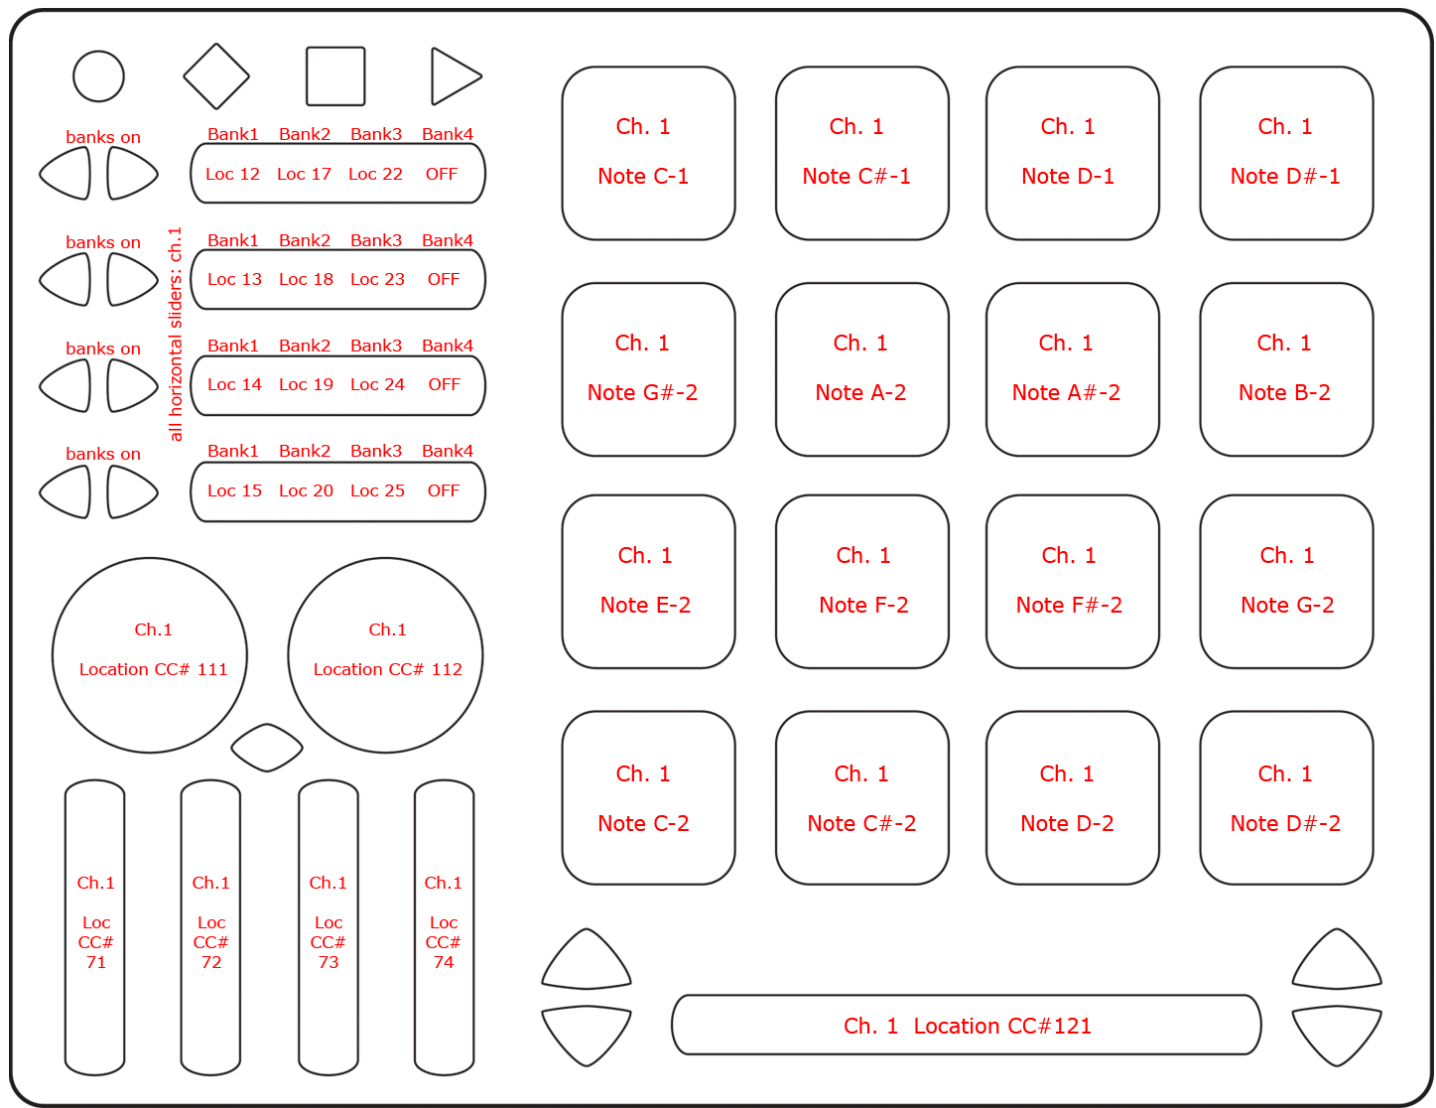 banks on
Bank1 Bank2 Bank3 Bank4
Loc 12 Loc 17 Loc 22 OFF
banks on
Bank1 Bank2 Bank3 Bank4
Loc 13 Loc 18 Loc 23 OFF
banks on
Bank1 Bank2 Bank3 Bank4
Loc 14 Loc 19 Loc 24 OFF
banks on
Bank1 Bank2 Bank3 Bank4
Loc 15 Loc 20 Loc 25 OFF
all horizontal sliders: ch.1
Ch.1
Location CC# 111
Ch.1
Location CC# 112
Ch.1
Loc
CC#
71
Ch.1
Loc
CC#
72
Ch.1
Loc
CC#
73
Ch.1
Loc
CC#
74
Ch. 1
Note C-1
Ch. 1
Note C#-1
Ch. 1
Note D-1
Ch. 1
Note D#-1
Ch. 1
Note G#-2
Ch. 1
Note A-2
Ch. 1
Note A#-2
Ch. 1
Note B-2
Ch. 1
Note E-2
Ch. 1
Note F-2
Ch. 1
Note F#-2
Ch. 1
Note G-2
Ch. 1
Note C-2
Ch. 1
Note C#-2
Ch. 1
Note D-2
Ch. 1
Note D#-2
Ch. 1 Location CC#121